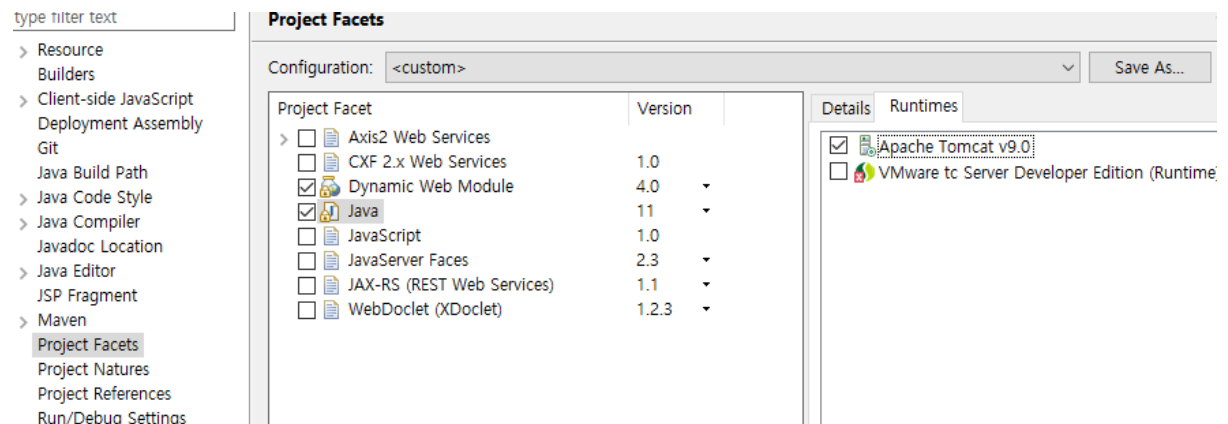 type filter text
Resource
Builders
Client-side JavaScript
Deployment Assembly
Git
Java Build Path
Java Code Style
Java Compiler
Javadoc Location
Java Editor
JSP Fragment
Maven
Project Facets
Project Natures
Project References
Run/Debug Settings
Project Facets
Configuration: <custom> Save As...
Project Facet Version
Axis2 Web Services
CXF 2.x Web Services 1.0
Dynamic Web Module 4.0
Java 11
JavaScript 1.0
JavaServer Faces 2.3
JAX-RS (REST Web Services) 1.1
WebDoclet (XDoclet) 1.2.3
Details Runtimes
Apache Tomcat v9.0
VMware tc Server Developer Edition (Runtime)